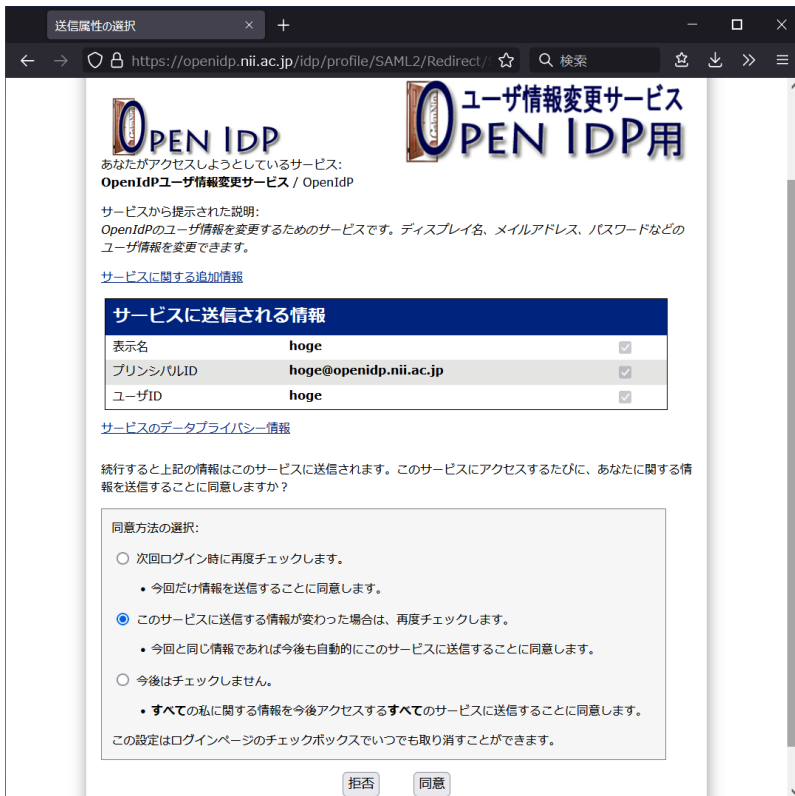 送信属性の選択
https://openidp.nii.ac.jp/idp/profile/SAML2/Redirect/
検索
OPEN IDP
ユーザ情報変更サービス
OPEN IDP用
あなたがアクセスしようとしているサービス:
OpenIdPユーザ情報変更サービス / OpenIdP
サービスから提示された説明:
OpenIdPのユーザ情報を変更するためのサービスです。ディスプレイ名、メイルアドレス、パスワードなどの
ユーザ情報を変更できます。
サービスに関する追加情報
サービスに送信される情報
表示名 hoge
プリンシパルID hoge@openidp.nii.ac.jp
ユーザID hoge
サービスのデータプライバシー情報
続行すると上記の情報はこのサービスに送信されます。このサービスにアクセスするたびに、あなたに関する情
報を送信することに同意しますか？
同意方法の選択:
次回ログイン時に再度チェックします。
• 今回だけ情報を送信することに同意します。
このサービスに送信する情報が変わった場合は、再度チェックします。
• 今回と同じ情報であれば今後も自動的にこのサービスに送信することに同意します。
今後はチェックしません。
• すべての私に関する情報を今後アクセスするすべてのサービスに送信することに同意します。
この設定はログインページのチェックボックスでいつでも取り消すことができます。
拒否 同意